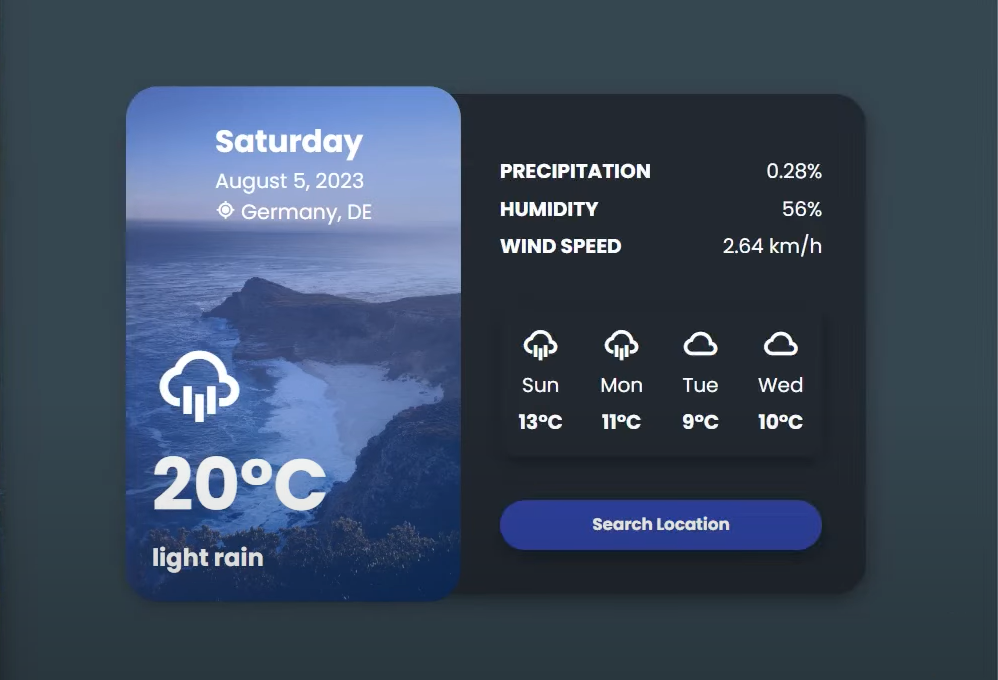 Saturday
August 5, 2023
Germany, DE
20°C
light rain
PRECIPITATION 0.28%
HUMIDITY 56%
WIND SPEED 2.64 km/h
Sun Mon Tue Wed
13°C 11°C 9°C 10°C
Search Location